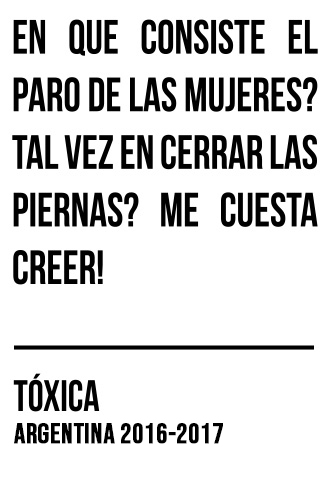 EN QUE CONSISTE EL
PARO DE LAS MUJERES?
TAL VEZ EN CERRAR LAS
PIERNAS? ME CUESTA
CREER!
TÓXICA
ARGENTINA 2016-2017